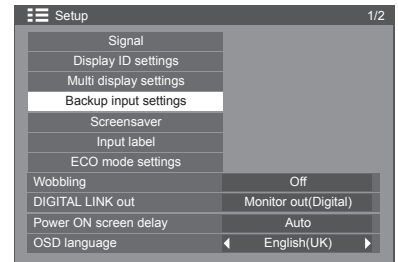 Setup 1/2
Signal
Display ID settings
Multi display settings
Backup input settings
Screensaver
Input label
ECO mode settings
Wobbling Off
DIGITAL LINK out Monitor out(Digital)
Power ON screen delay Auto
OSD language English(UK)